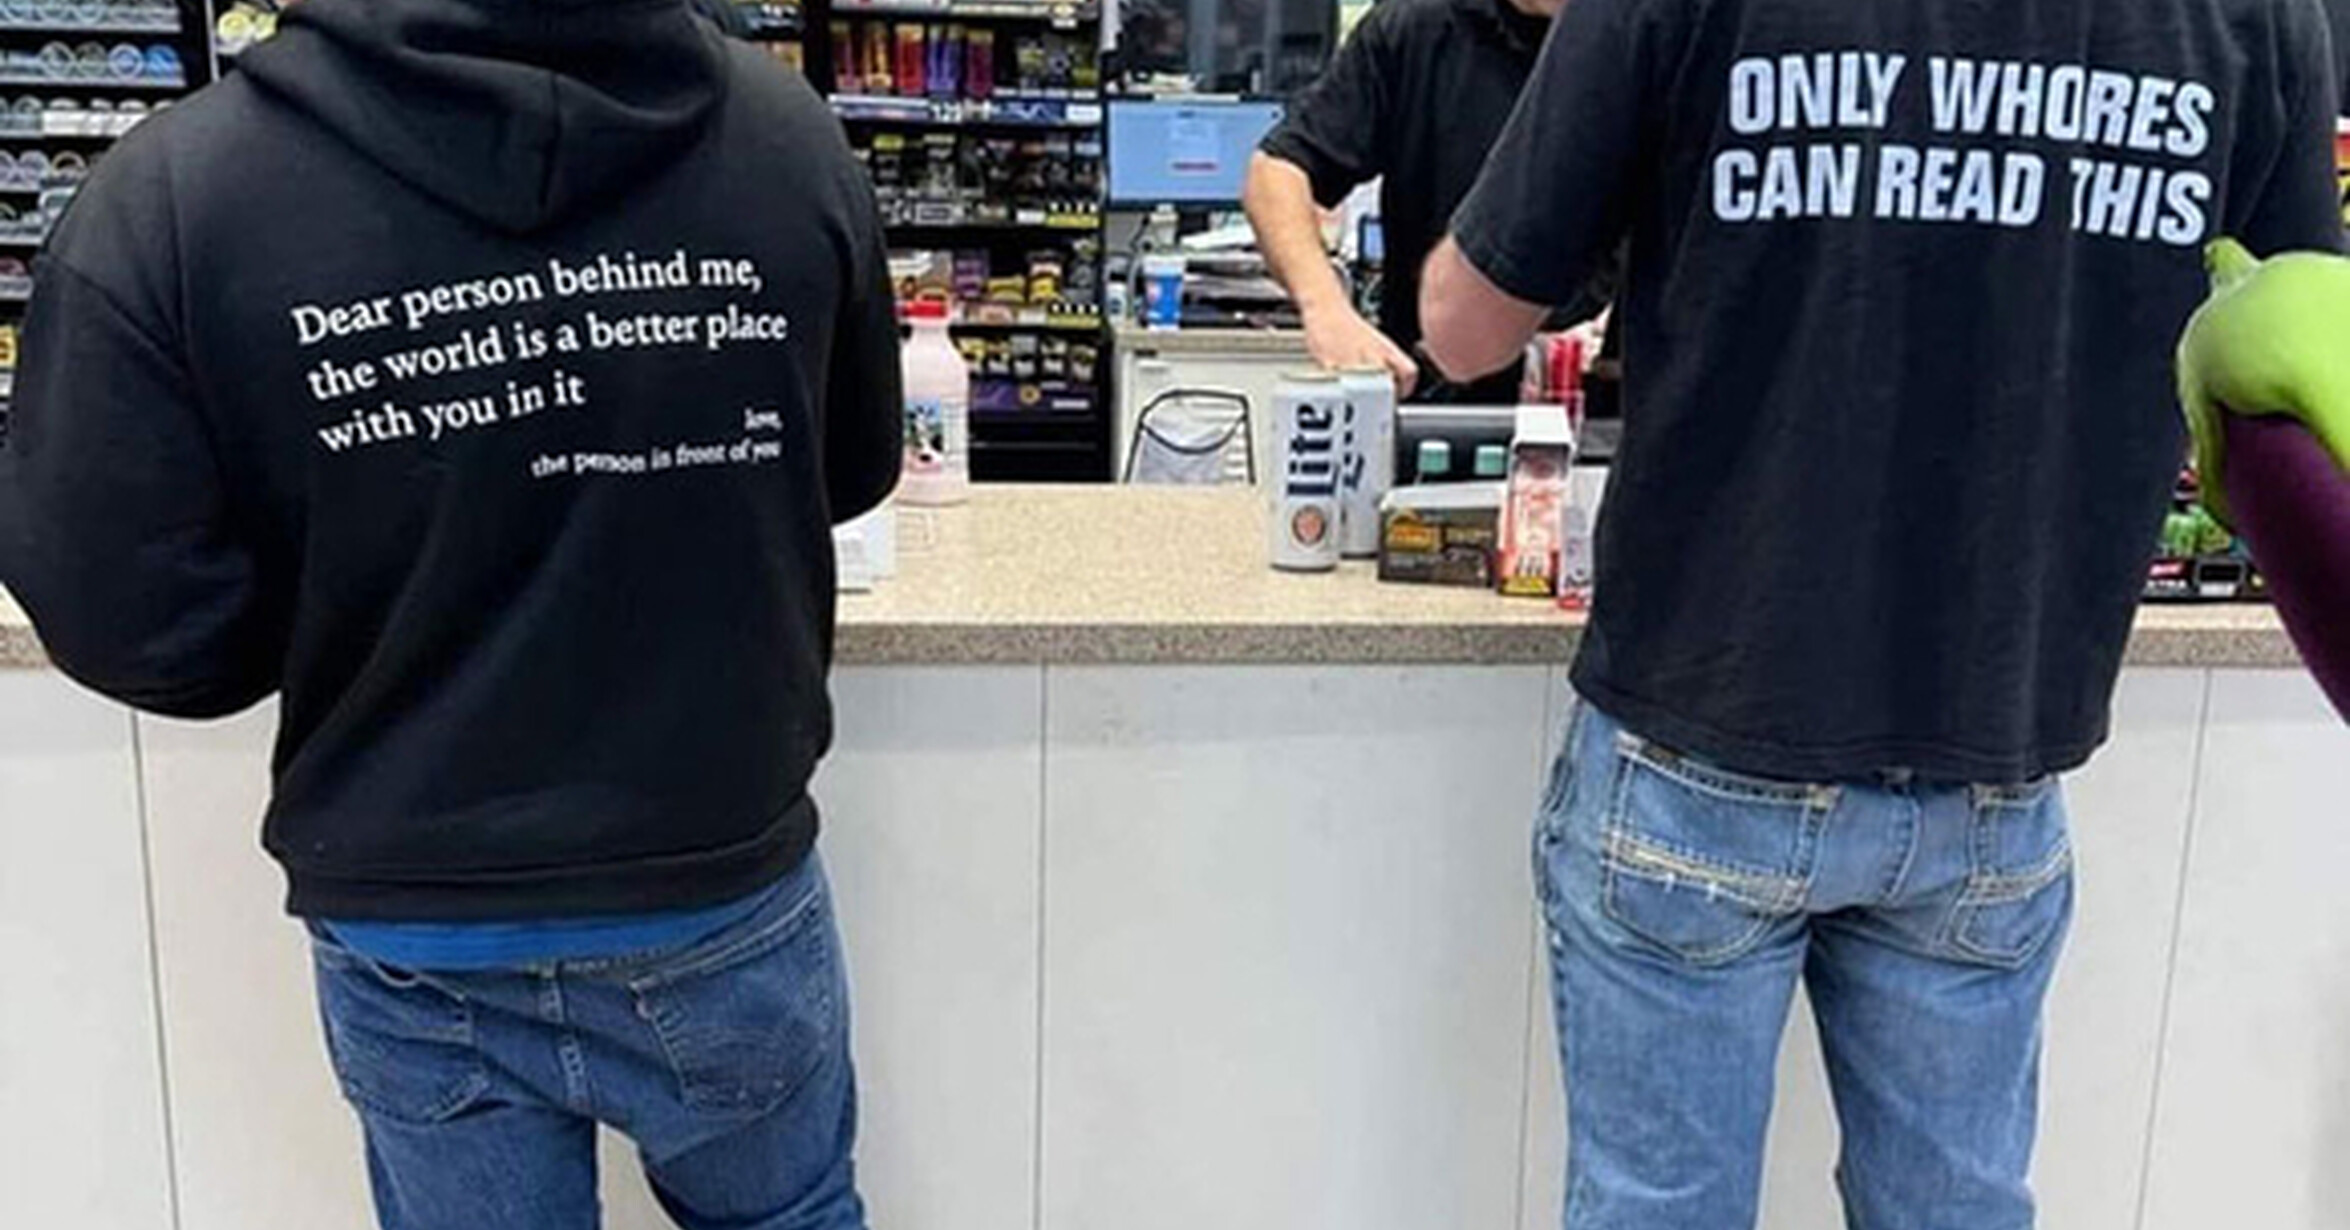 Dear person behind me,
the world is a better place
with you in it
love,
the person in front of you
ONLY WHORES
CAN READ THIS
Lite